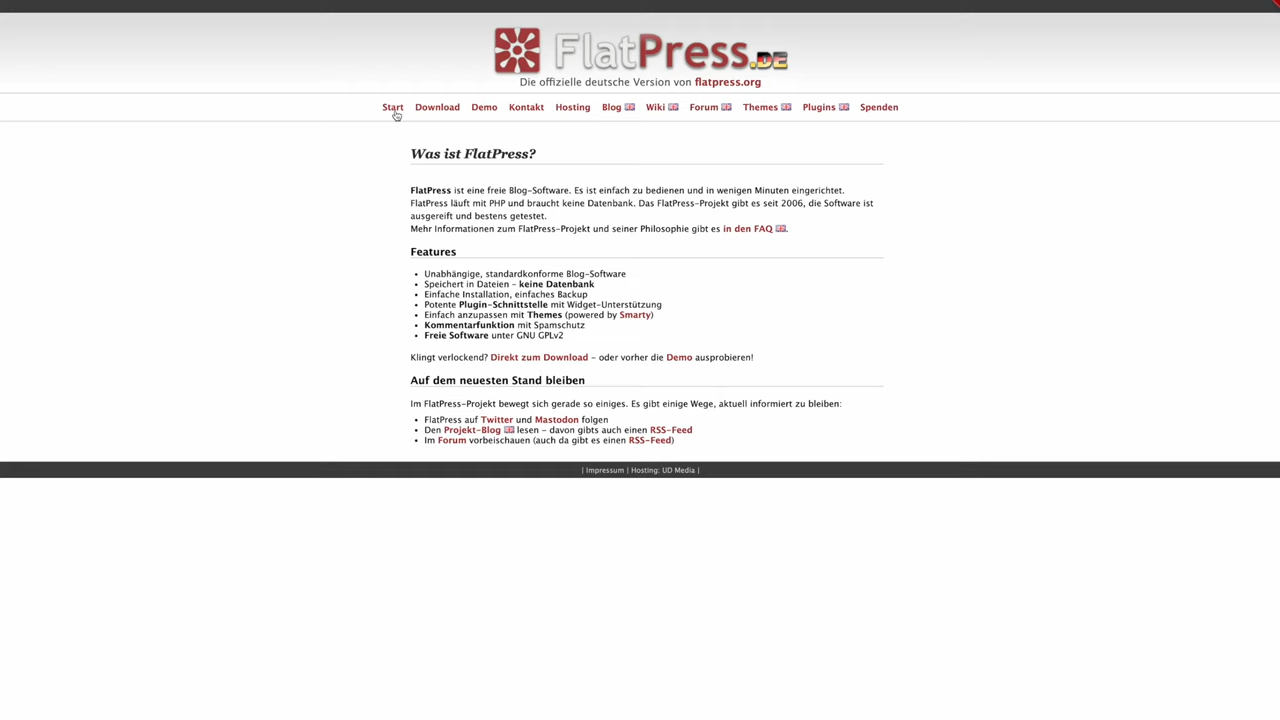 FlatPress.DE
Die offizielle deutsche Version von flatpress.org
Start Download Demo Kontakt Hosting Blog Wiki Forum Themes Plugins Spenden
Was ist FlatPress?
FlatPress ist eine freie Blog-Software. Es ist einfach zu bedienen und in wenigen Minuten eingerichtet.
FlatPress läuft mit PHP und braucht keine Datenbank. Das FlatPress-Projekt gibt es seit 2006, die Software ist
ausgereift und bestens getestet.
Mehr Informationen zum FlatPress-Projekt und seiner Philosophie gibt es in den FAQ.
Features
• Unabhängige, standardkonforme Blog-Software
• Speichert in Dateien – keine Datenbank
• Einfache Installation, einfaches Backup
• Potente Plugin-Schnittstelle mit Widget-Unterstützung
• Einfach anzupassen mit Themes (powered by Smarty)
• Kommentarfunktion mit Spamschutz
• Freie Software unter GNU GPLv2
Klingt verlockend? Direkt zum Download – oder vorher die Demo ausprobieren!
Auf dem neuesten Stand bleiben
Im FlatPress-Projekt bewegt sich gerade so einiges. Es gibt einige Wege, aktuell informiert zu bleiben:
• FlatPress auf Twitter und Mastodon folgen
• Den Projekt-Blog lesen – davon gibts auch einen RSS-Feed
• Im Forum vorbeischauen (auch da gibt es einen RSS-Feed)
| Impressum | Hosting: UD Media |